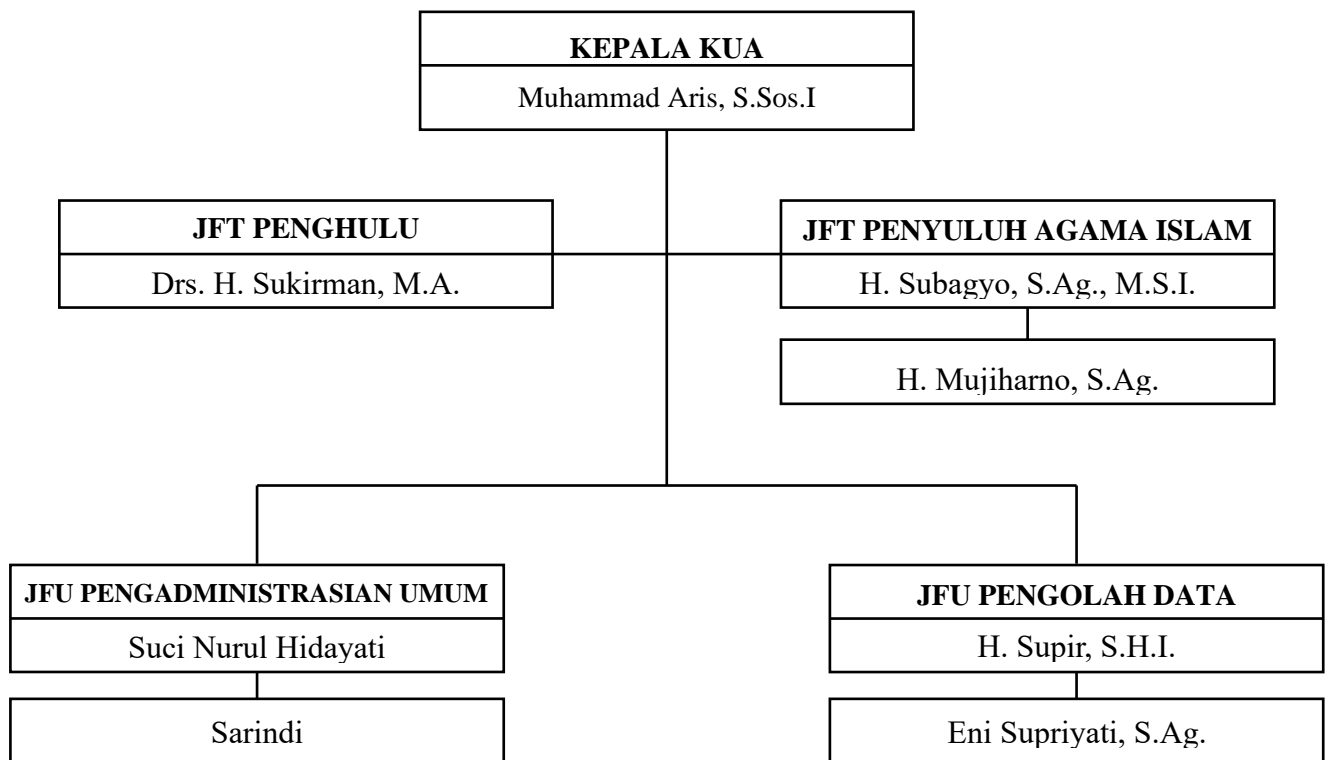 KEPALA KUA
Muhammad Aris, S.Sos.I
JFT PENGHULU
Drs. H. Sukirman, M.A.
JFT PENYULUH AGAMA ISLAM
H. Subagyo, S.Ag., M.S.I.
H. Mujiharno, S.Ag.
JFU PENGADMINISTRASIAN UMUM
Suci Nurul Hidayati
Sarindi
JFU PENGOLAH DATA
H. Supir, S.H.I.
Eni Supriyati, S.Ag.